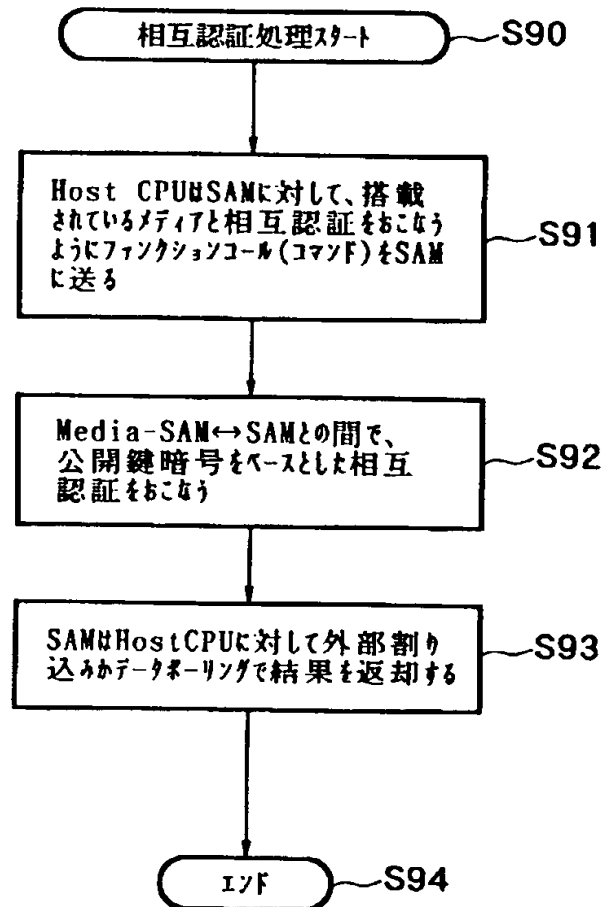 相互認証処理スタート
S90
Host CPUはSAMに対して、搭載
されているメディアと相互認証をおこなう
ようにファンクションコール(コマンド)をSAM
に送る
S91
Media-SAM↔SAMとの間で、
公開鍵暗号をベースとした相互
認証をおこなう
S92
SAMはHostCPUに対して外部割り
込みかデータポーリングで結果を返却する
S93
エンド
S94